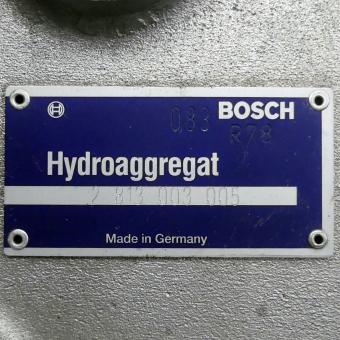 083 BOSCH
R78
Hydroaggregat
2 813 003 005
Made in Germany